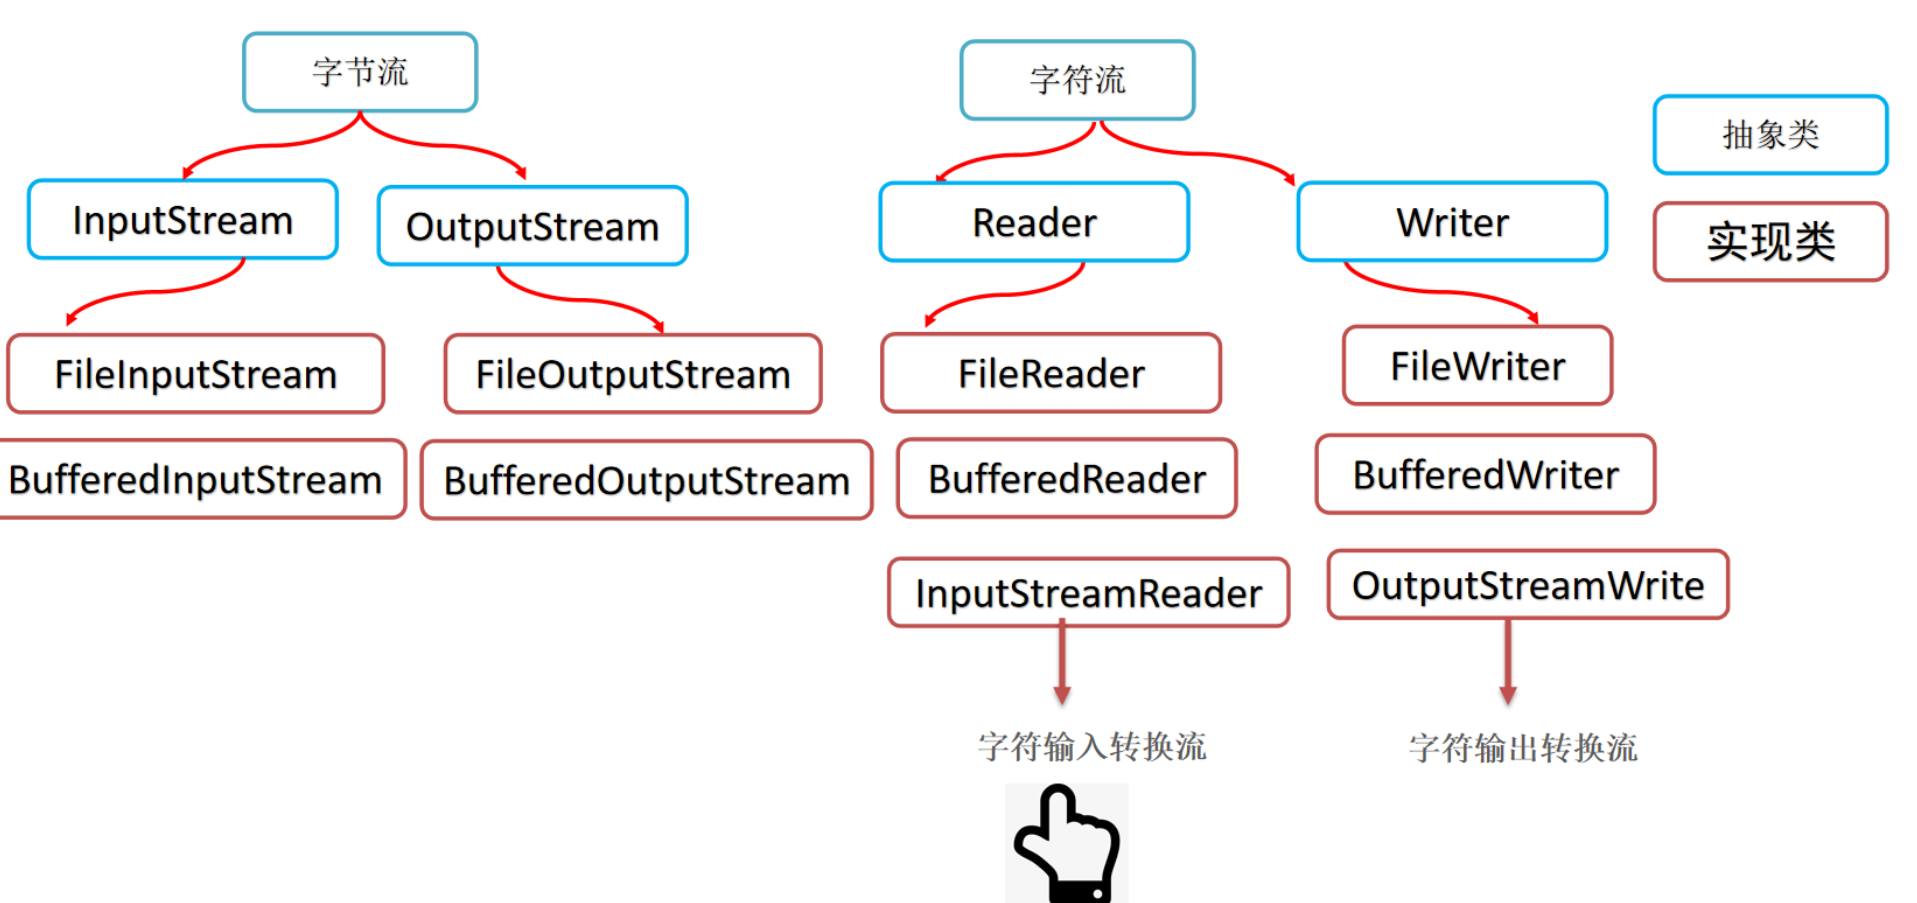 字节流
字符流
抽象类
InputStream
OutputStream
Reader
Writer
实现类
FileInputStream
FileOutputStream
FileReader
FileWriter
BufferedInputStream
BufferedOutputStream
BufferedReader
BufferedWriter
InputStreamReader
OutputStreamWrite
字符输入转换流
字符输出转换流